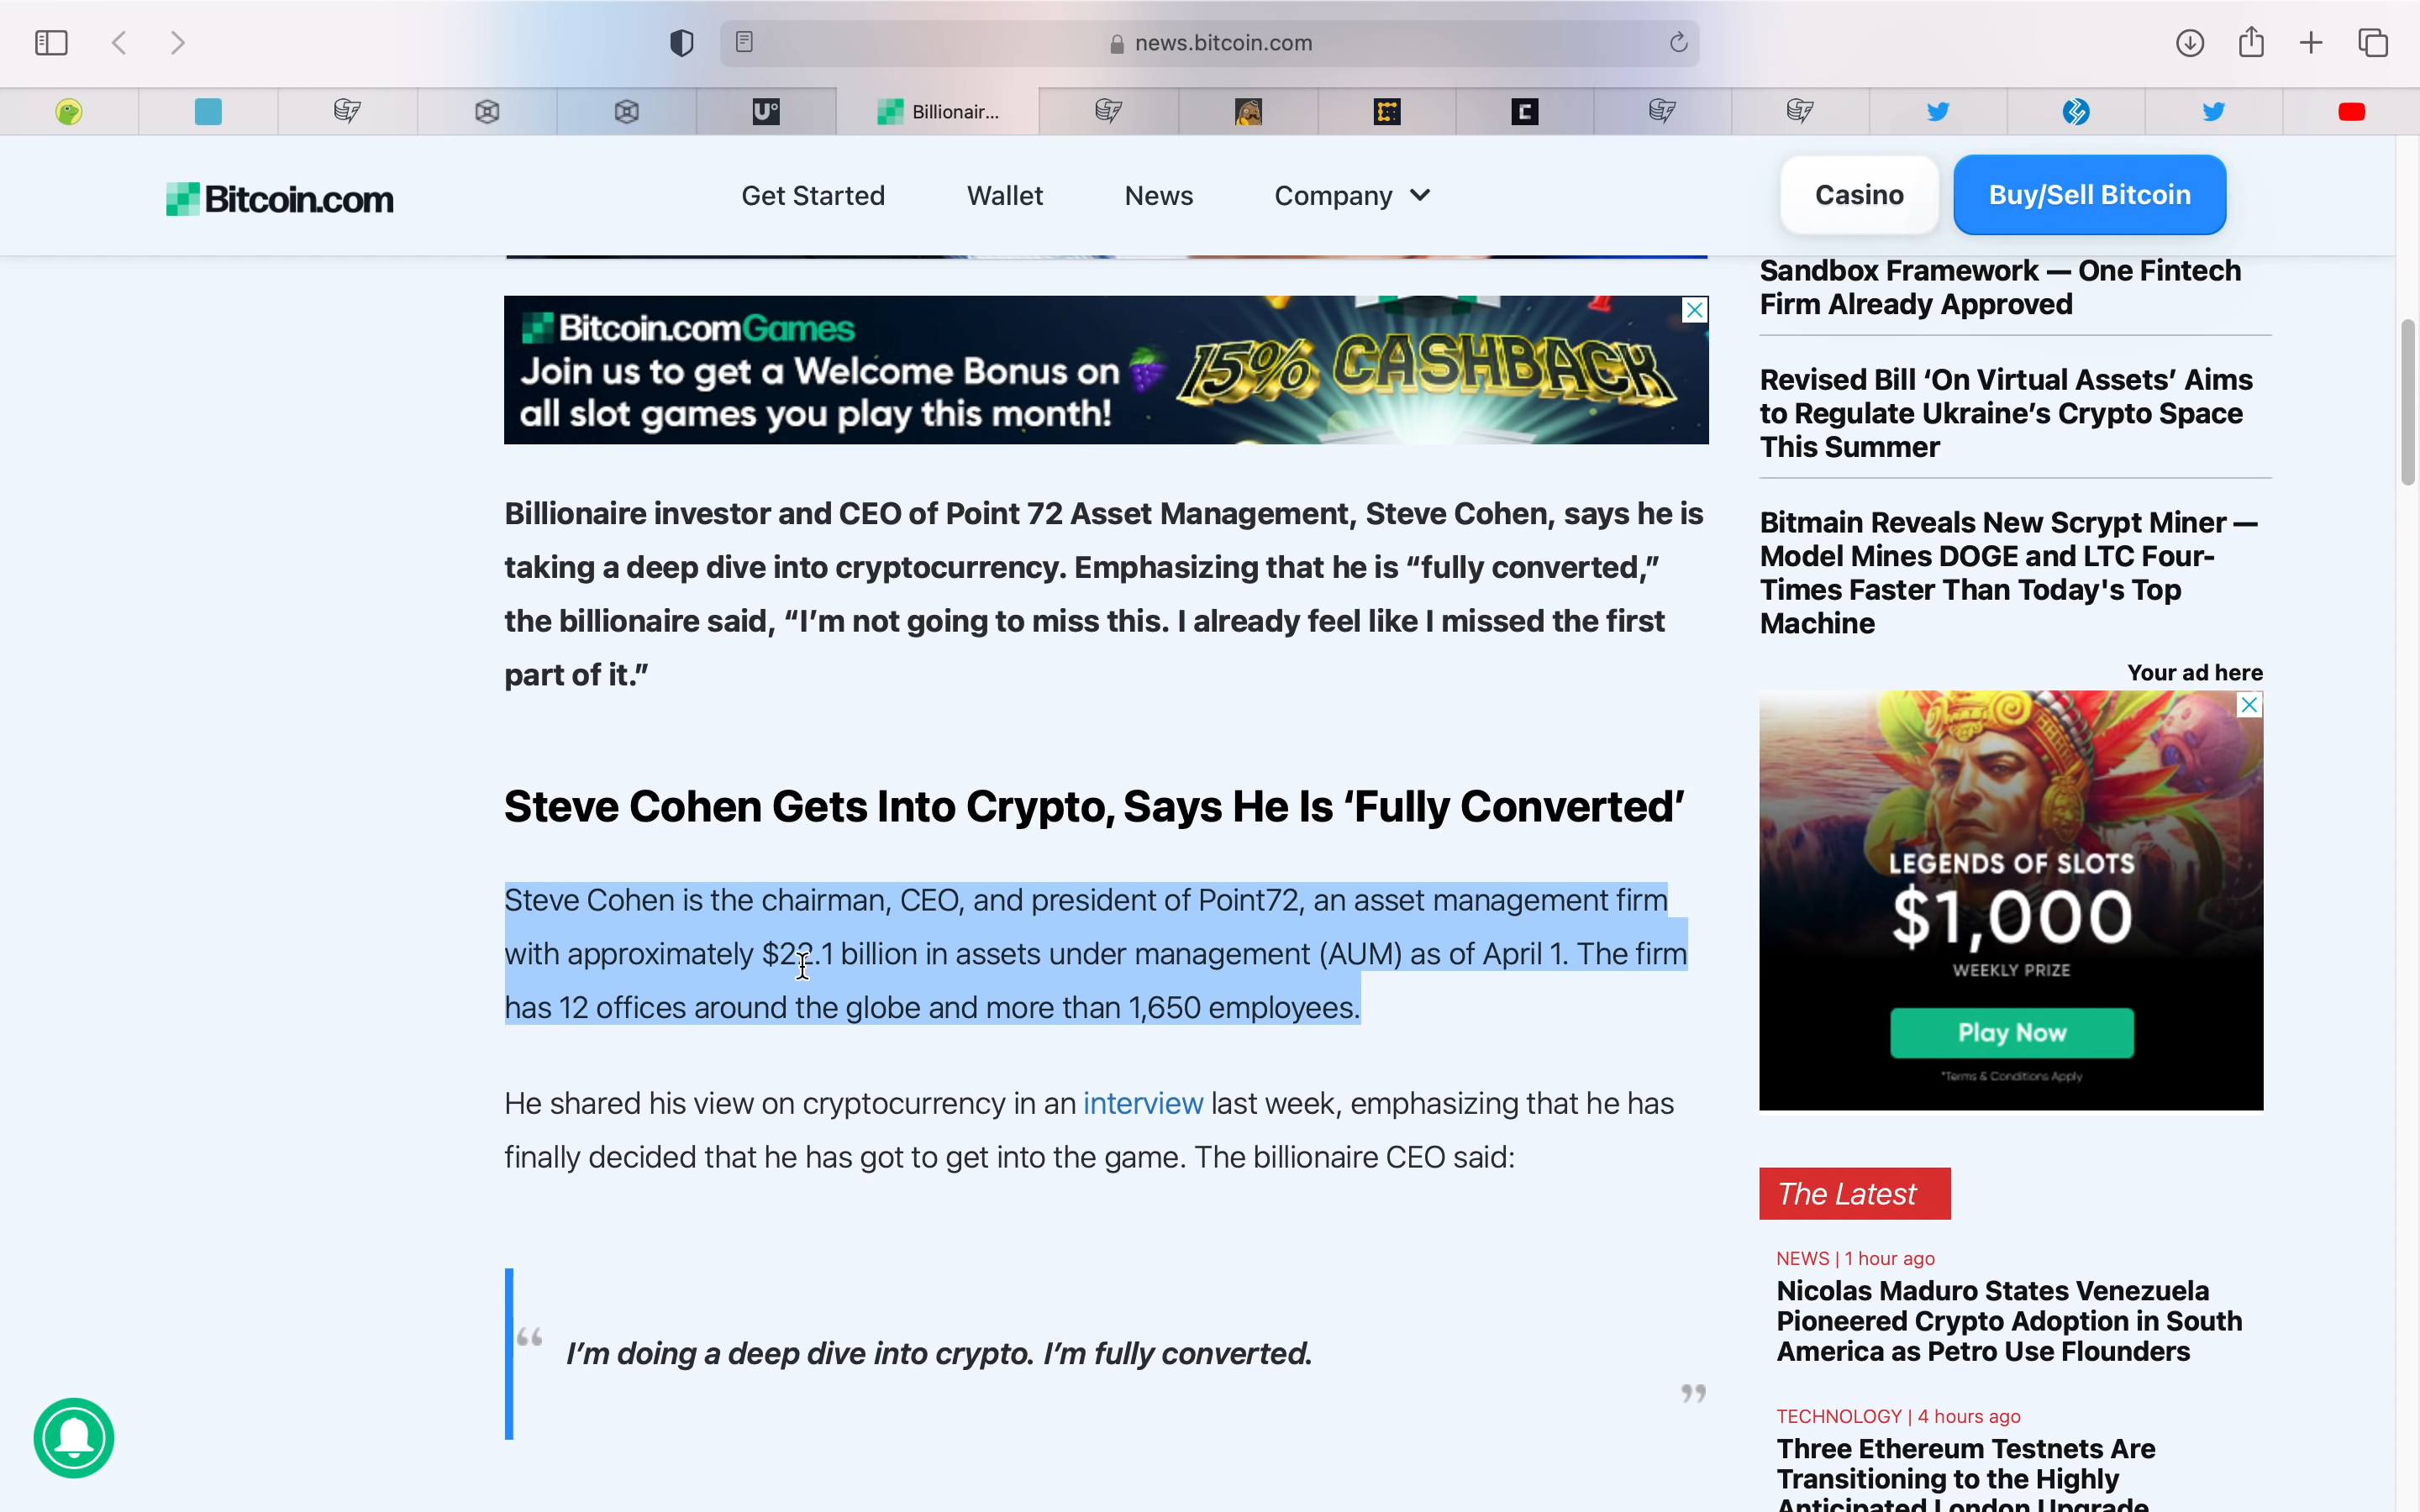 news.bitcoin.com
Billionair...
Bitcoin.com
Get Started
Wallet
News
Company
Casino
Buy/Sell Bitcoin
Bitcoin.comGames
Join us to get a Welcome Bonus on
all slot games you play this month!
15% CASHBACK
Billionaire investor and CEO of Point 72 Asset Management, Steve Cohen, says he is
taking a deep dive into cryptocurrency. Emphasizing that he is “fully converted,”
the billionaire said, “I’m not going to miss this. I already feel like I missed the first
part of it.”
Steve Cohen Gets Into Crypto, Says He Is ‘Fully Converted’
Steve Cohen is the chairman, CEO, and president of Point72, an asset management firm
with approximately $22.1 billion in assets under management (AUM) as of April 1. The firm
has 12 offices around the globe and more than 1,650 employees.
He shared his view on cryptocurrency in an interview last week, emphasizing that he has
finally decided that he has got to get into the game. The billionaire CEO said:
“
I’m doing a deep dive into crypto. I’m fully converted.
”
Sandbox Framework — One Fintech
Firm Already Approved
Revised Bill ‘On Virtual Assets’ Aims
to Regulate Ukraine’s Crypto Space
This Summer
Bitmain Reveals New Scrypt Miner —
Model Mines DOGE and LTC Four-
Times Faster Than Today's Top
Machine
Your ad here
LEGENDS OF SLOTS
$1,000
WEEKLY PRIZE
Play Now
*Terms & Conditions Apply
The Latest
NEWS | 1 hour ago
Nicolas Maduro States Venezuela
Pioneered Crypto Adoption in South
America as Petro Use Flounders
TECHNOLOGY | 4 hours ago
Three Ethereum Testnets Are
Transitioning to the Highly
Anticipated London Upgrade